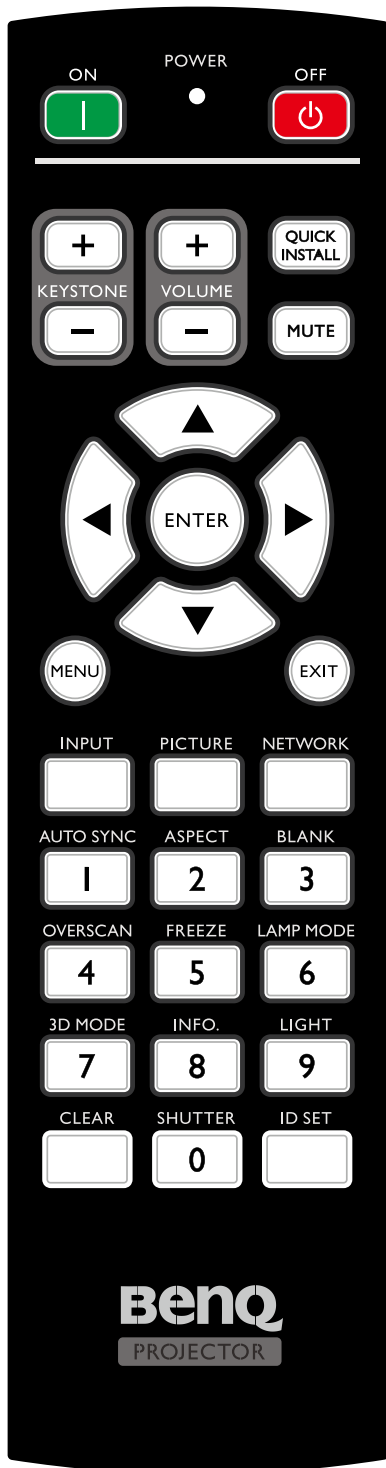 POWER
ON OFF
QUICK
INSTALL
KEYSTONE VOLUME
MUTE
ENTER
MENU EXIT
INPUT PICTURE NETWORK
AUTO SYNC ASPECT BLANK
1 2 3
OVERSCAN FREEZE LAMP MODE
4 5 6
3D MODE INFO. LIGHT
7 8 9
CLEAR SHUTTER ID SET
0
BenQ
PROJECTOR